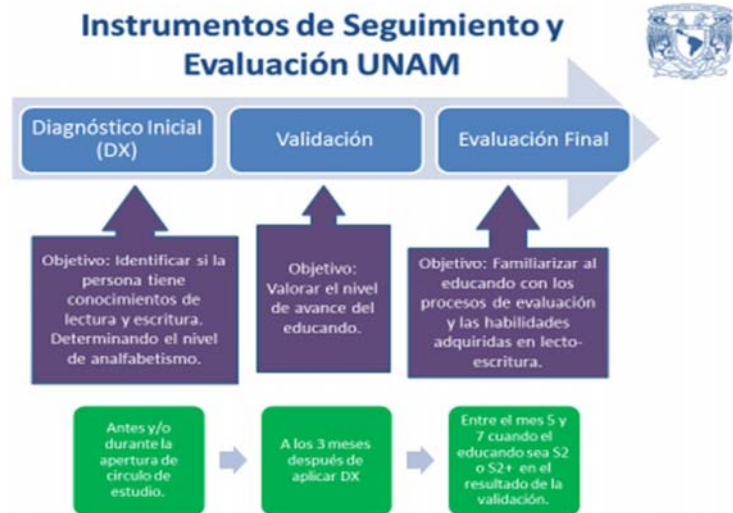 Instrumentos de Seguimiento y
Evaluación UNAM
Diagnóstico Inicial
(DX)
Validación
Evaluación Final
Objetivo: Identificar si la
persona tiene
conocimientos de
lectura y escritura.
Determinando el nivel
de analfabetismo.
Objetivo:
Valorar el nivel
de avance del
educando.
Objetivo: Familiarizar al
educando con los
procesos de evaluación
y las habilidades
adquiridas en lecto-
escritura.
Antes y/o
durante la
apertura de
circulo de
estudio.
A los 3 meses
después de
aplicar DX
Entre el mes 5 y
7 cuando el
educando sea S2
o S2+ en el
resultado de la
validación.